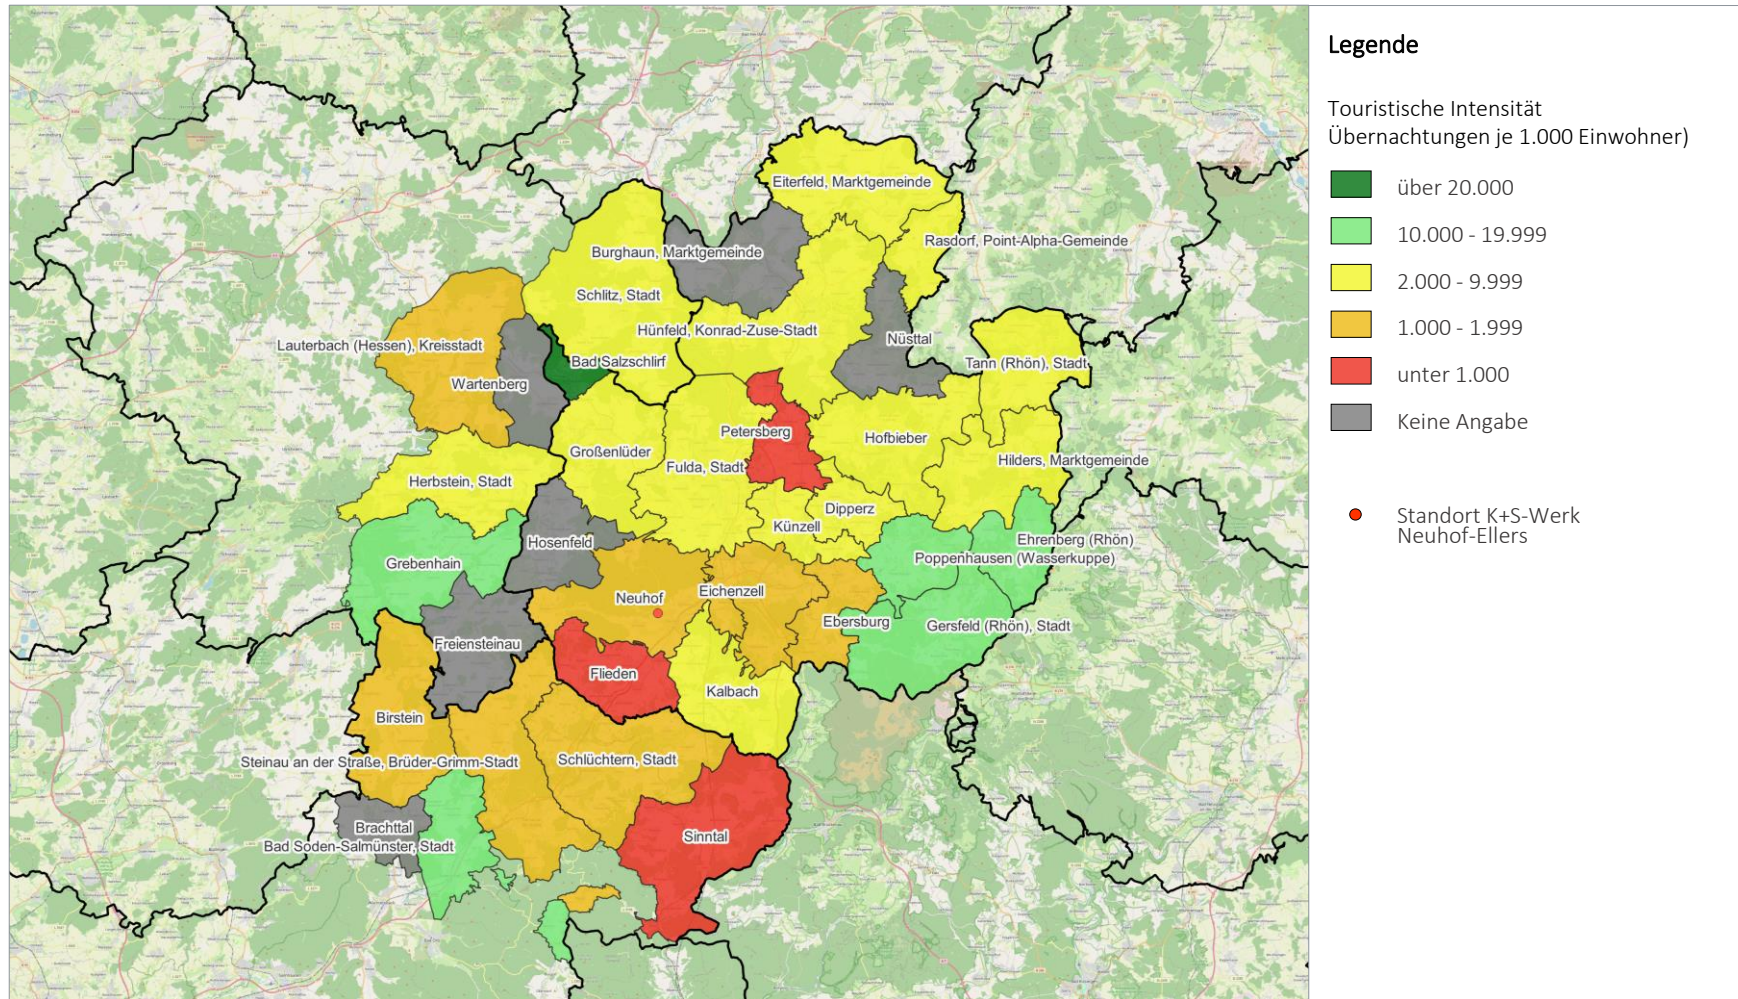 Legende
Touristische Intensität
Übernachtungen je 1.000 Einwohner)
über 20.000
10.000 - 19.999
2.000 - 9.999
1.000 - 1.999
unter 1.000
Keine Angabe
Standort K+S-Werk
Neuhof-Ellers
Eiterfeld, Marktgemeinde
Rasdorf, Point-Alpha-Gemeinde
Burghaun, Marktgemeinde
Schlitz, Stadt
Hünfeld, Konrad-Zuse-Stadt
Nüsttal
Lauterbach (Hessen), Kreisstadt
Bad Salzschlirf
Tann (Rhön), Stadt
Wartenberg
Petersberg
Hofbieber
Großenlüder
Fulda, Stadt
Hilders, Marktgemeinde
Herbstein, Stadt
Dipperz
Künzell
Hosenfeld
Ehrenberg (Rhön)
Poppenhausen (Wasserkuppe)
Grebenhain
Eichenzell
Neuhof
Ebersburg
Gersfeld (Rhön), Stadt
Freiensteinau
Flieden
Kalbach
Birstein
Steinau an der Straße, Brüder-Grimm-Stadt
Schlüchtern, Stadt
Brachttal
Sinntal
Bad Soden-Salmünster, Stadt